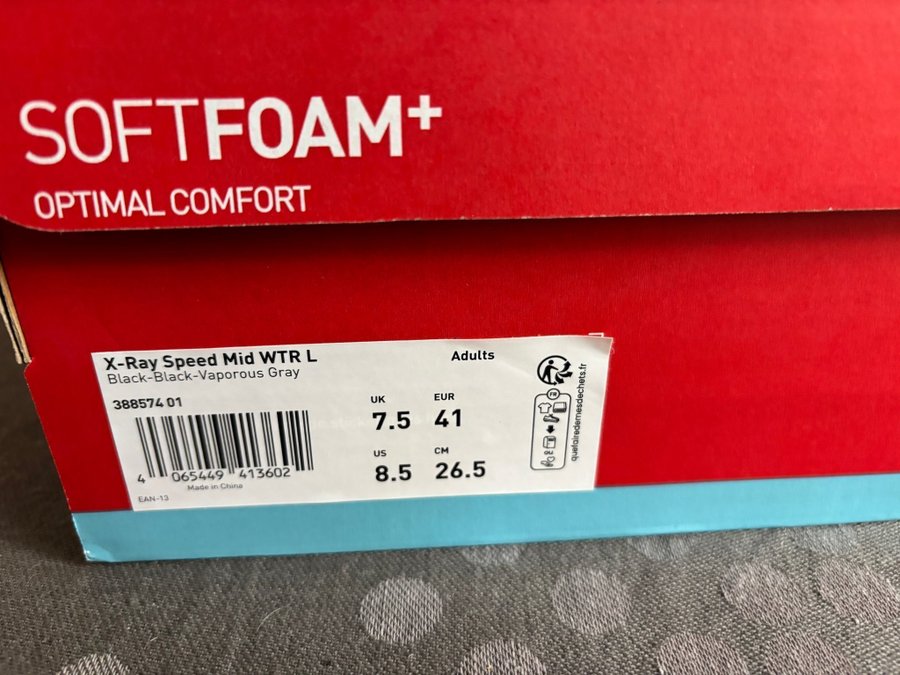 SOFTFOAM+
OPTIMAL COMFORT
X-Ray Speed Mid WTR L
Adults
Black-Black-Vaporous Gray
388574 01
UK
7.5
EUR
41
US
8.5
CM
26.5
4 065449 413602
Made in China
EAN-13
FR
quefairedemesdechets.fr